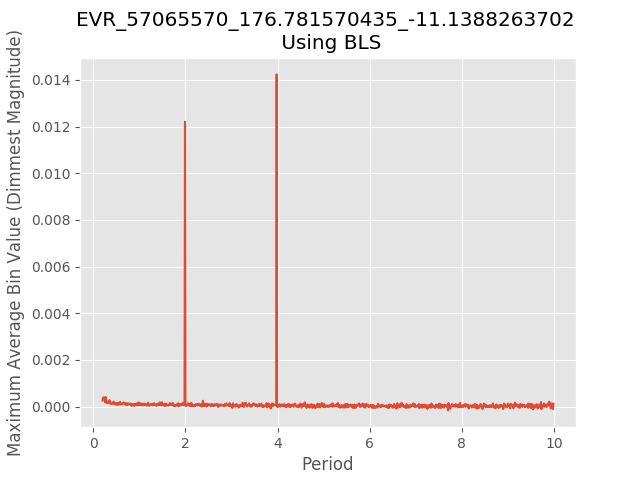 EVR_57065570_176.781570435_-11.1388263702
Using BLS
Maximum Average Bin Value (Dimmest Magnitude)
0.014
0.012
0.010
0.008
0.006
0.004
0.002
0.000
0 2 4 6 8 10
Period